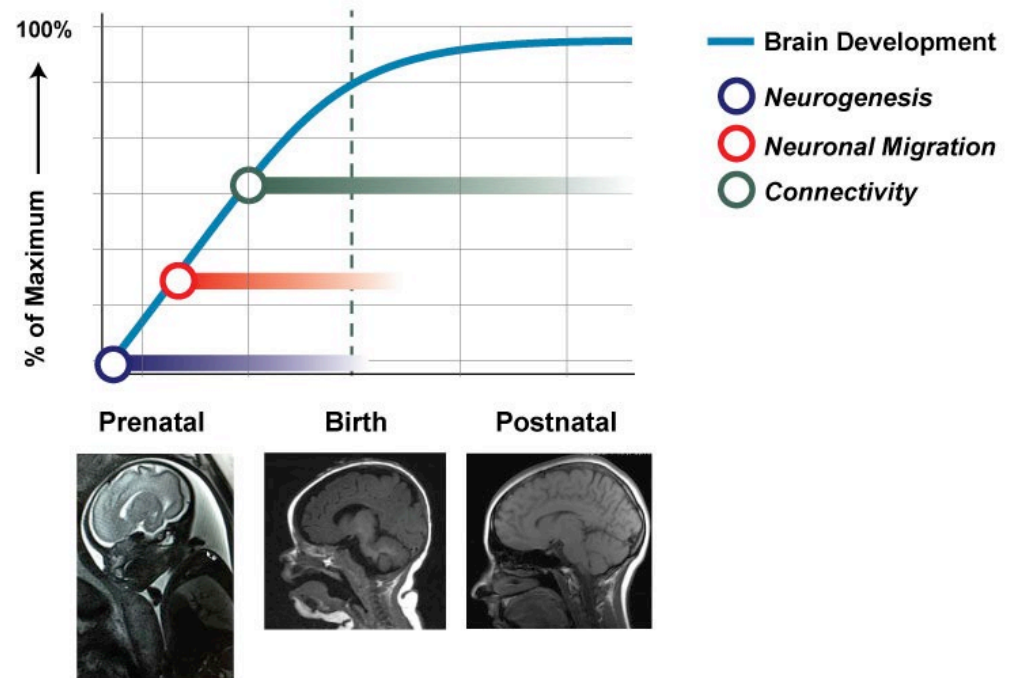 100%
% of Maximum
Brain Development
Neurogenesis
Neuronal Migration
Connectivity
Prenatal
Birth
Postnatal